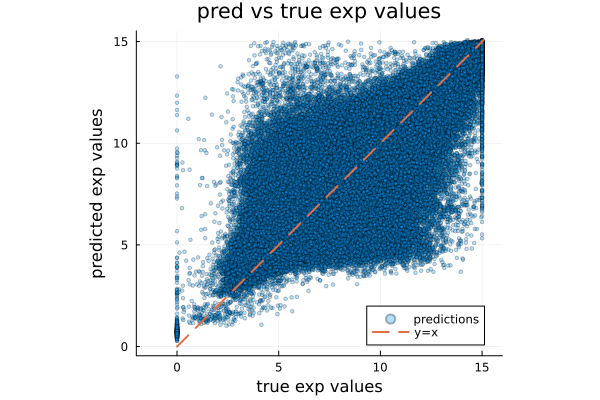 pred vs true exp values
predicted exp values
15
10
5
0
0 5 10 15
true exp values
predictions
y=x